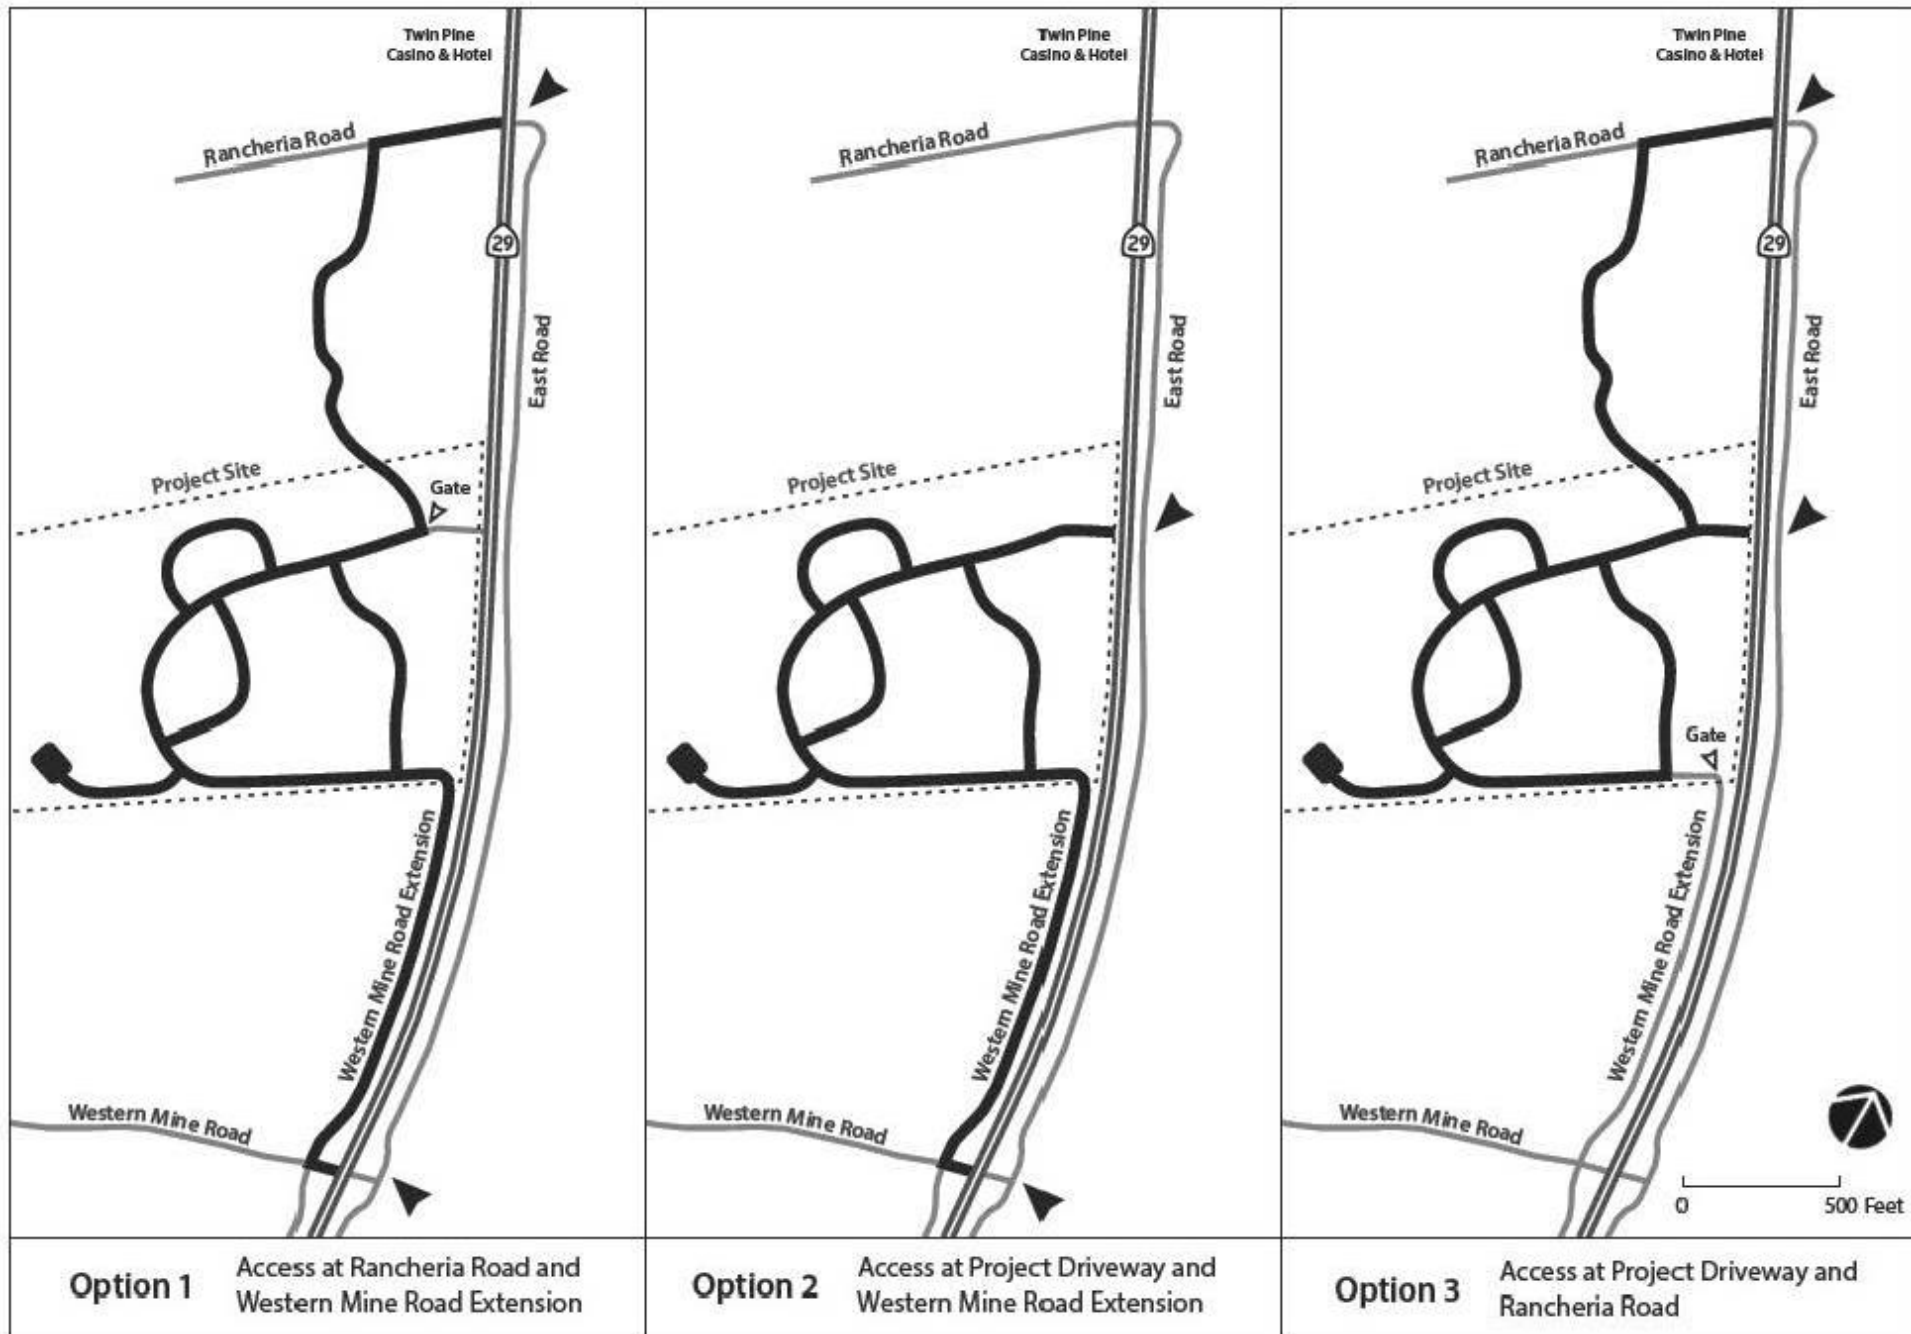 Twin Pine
Casino & Hotel
Rancheria Road
29
East Road
Project Site
Gate
Western Mine Road Extension
Western Mine Road
Option 1
Access at Rancheria Road and
Western Mine Road Extension
Twin Pine
Casino & Hotel
Rancheria Road
29
East Road
Project Site
Western Mine Road Extension
Western Mine Road
Option 2
Access at Project Driveway and
Western Mine Road Extension
Twin Pine
Casino & Hotel
Rancheria Road
29
East Road
Project Site
Gate
Western Mine Road Extension
Western Mine Road
0
500 Feet
Option 3
Access at Project Driveway and
Rancheria Road